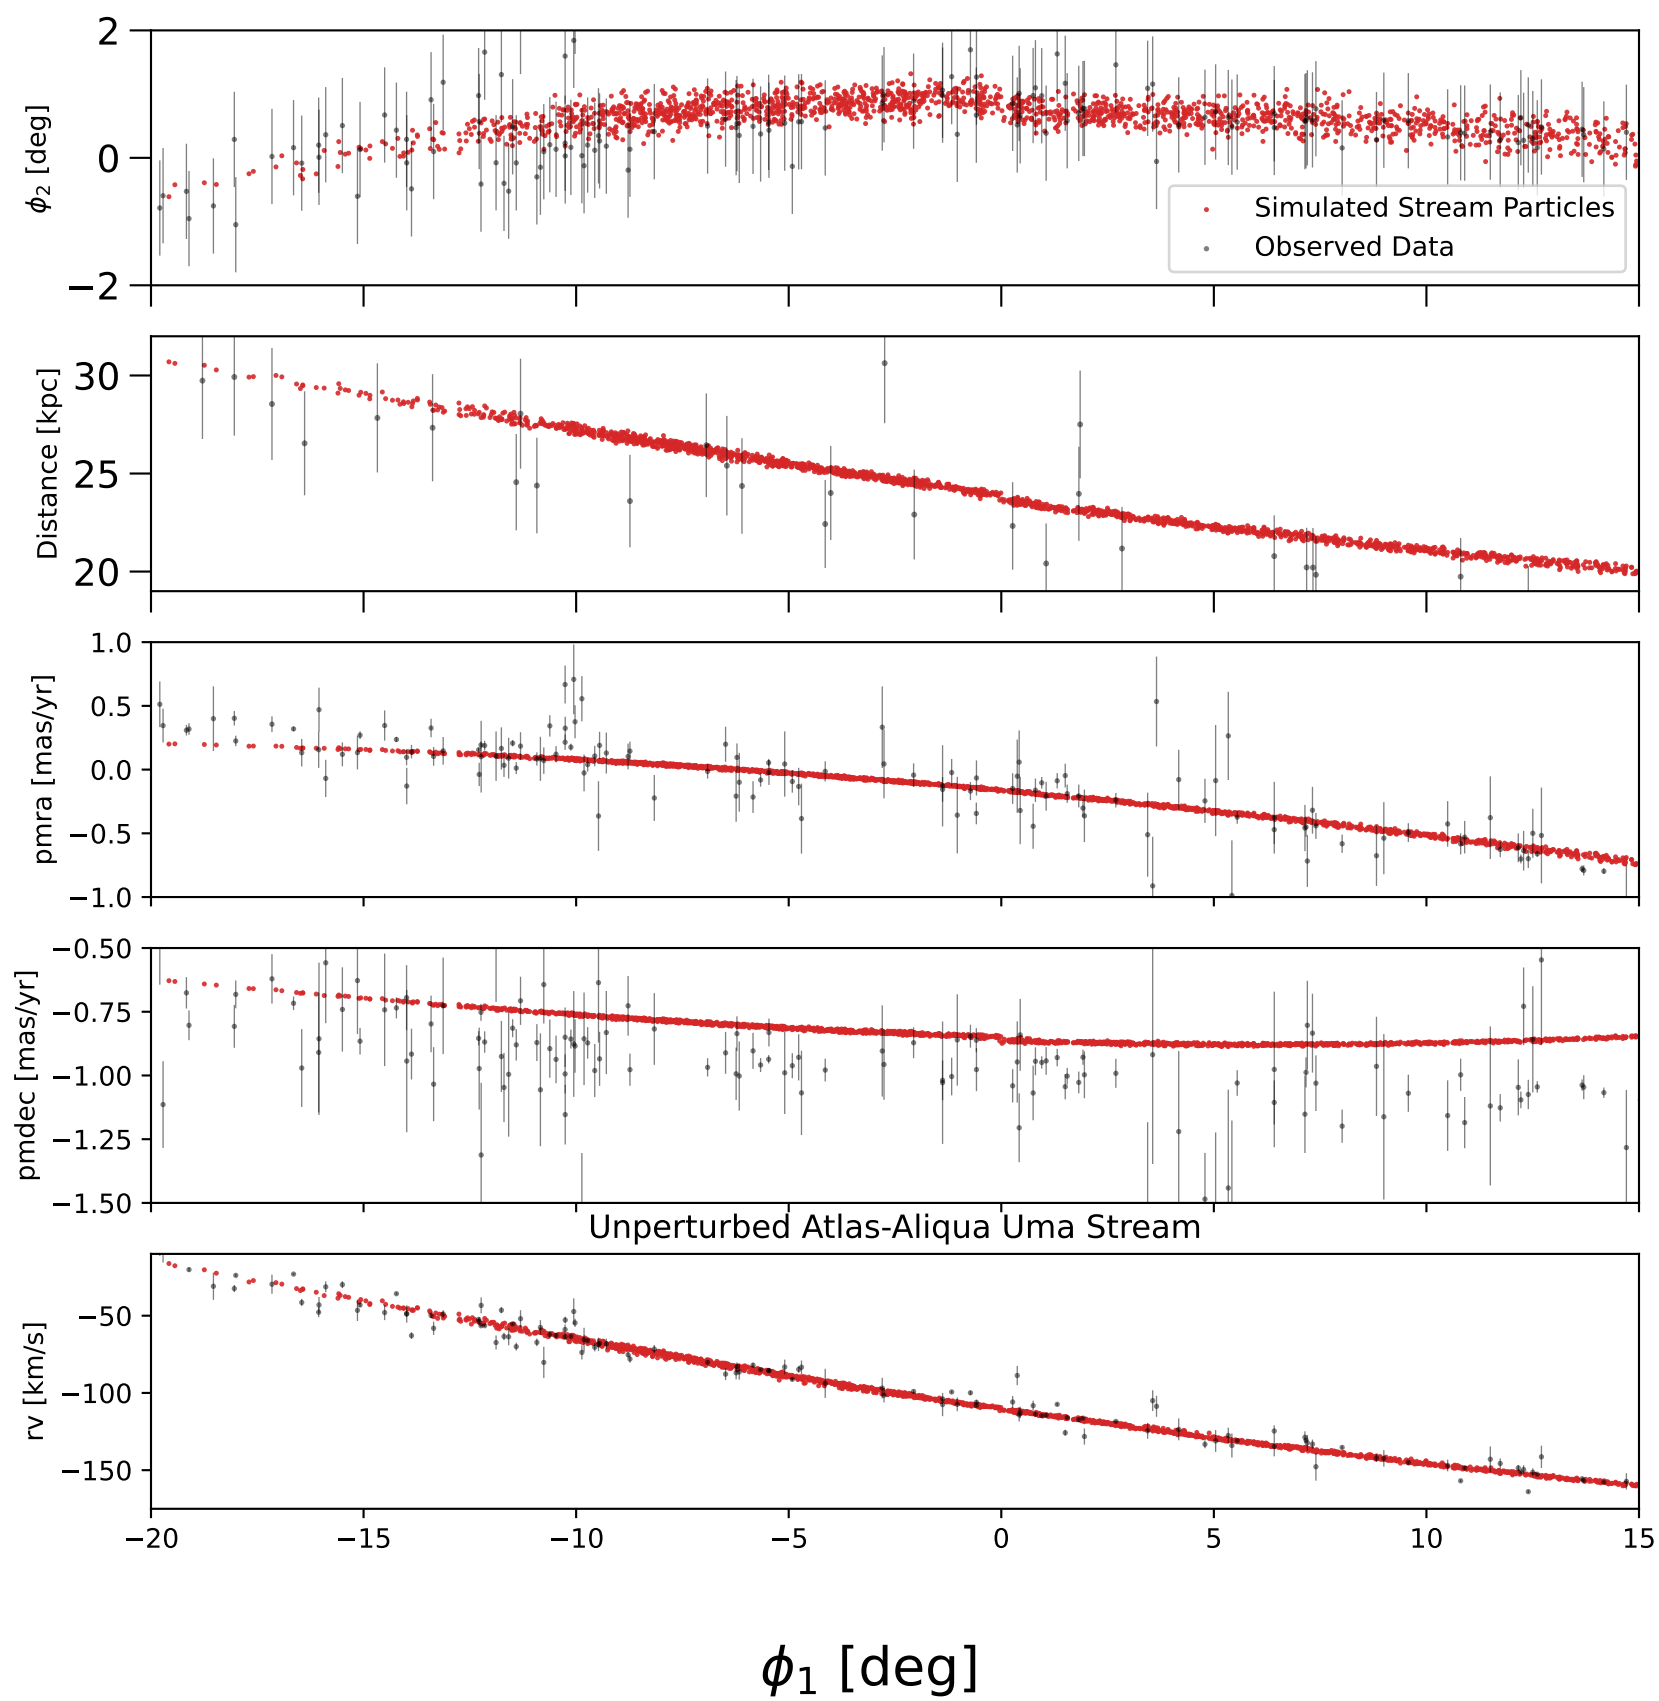 2
0
−2
ϕ₂ [deg]
Simulated Stream Particles
Observed Data
30
25
20
Distance [kpc]
1.0
0.5
0.0
−0.5
−1.0
pmra [mas/yr]
−0.50
−0.75
−1.00
−1.25
−1.50
pmdec [mas/yr]
Unperturbed Atlas-Aliqua Uma Stream
−50
−100
−150
rv [km/s]
−20 −15 −10 −5 0 5 10 15
ϕ₁ [deg]